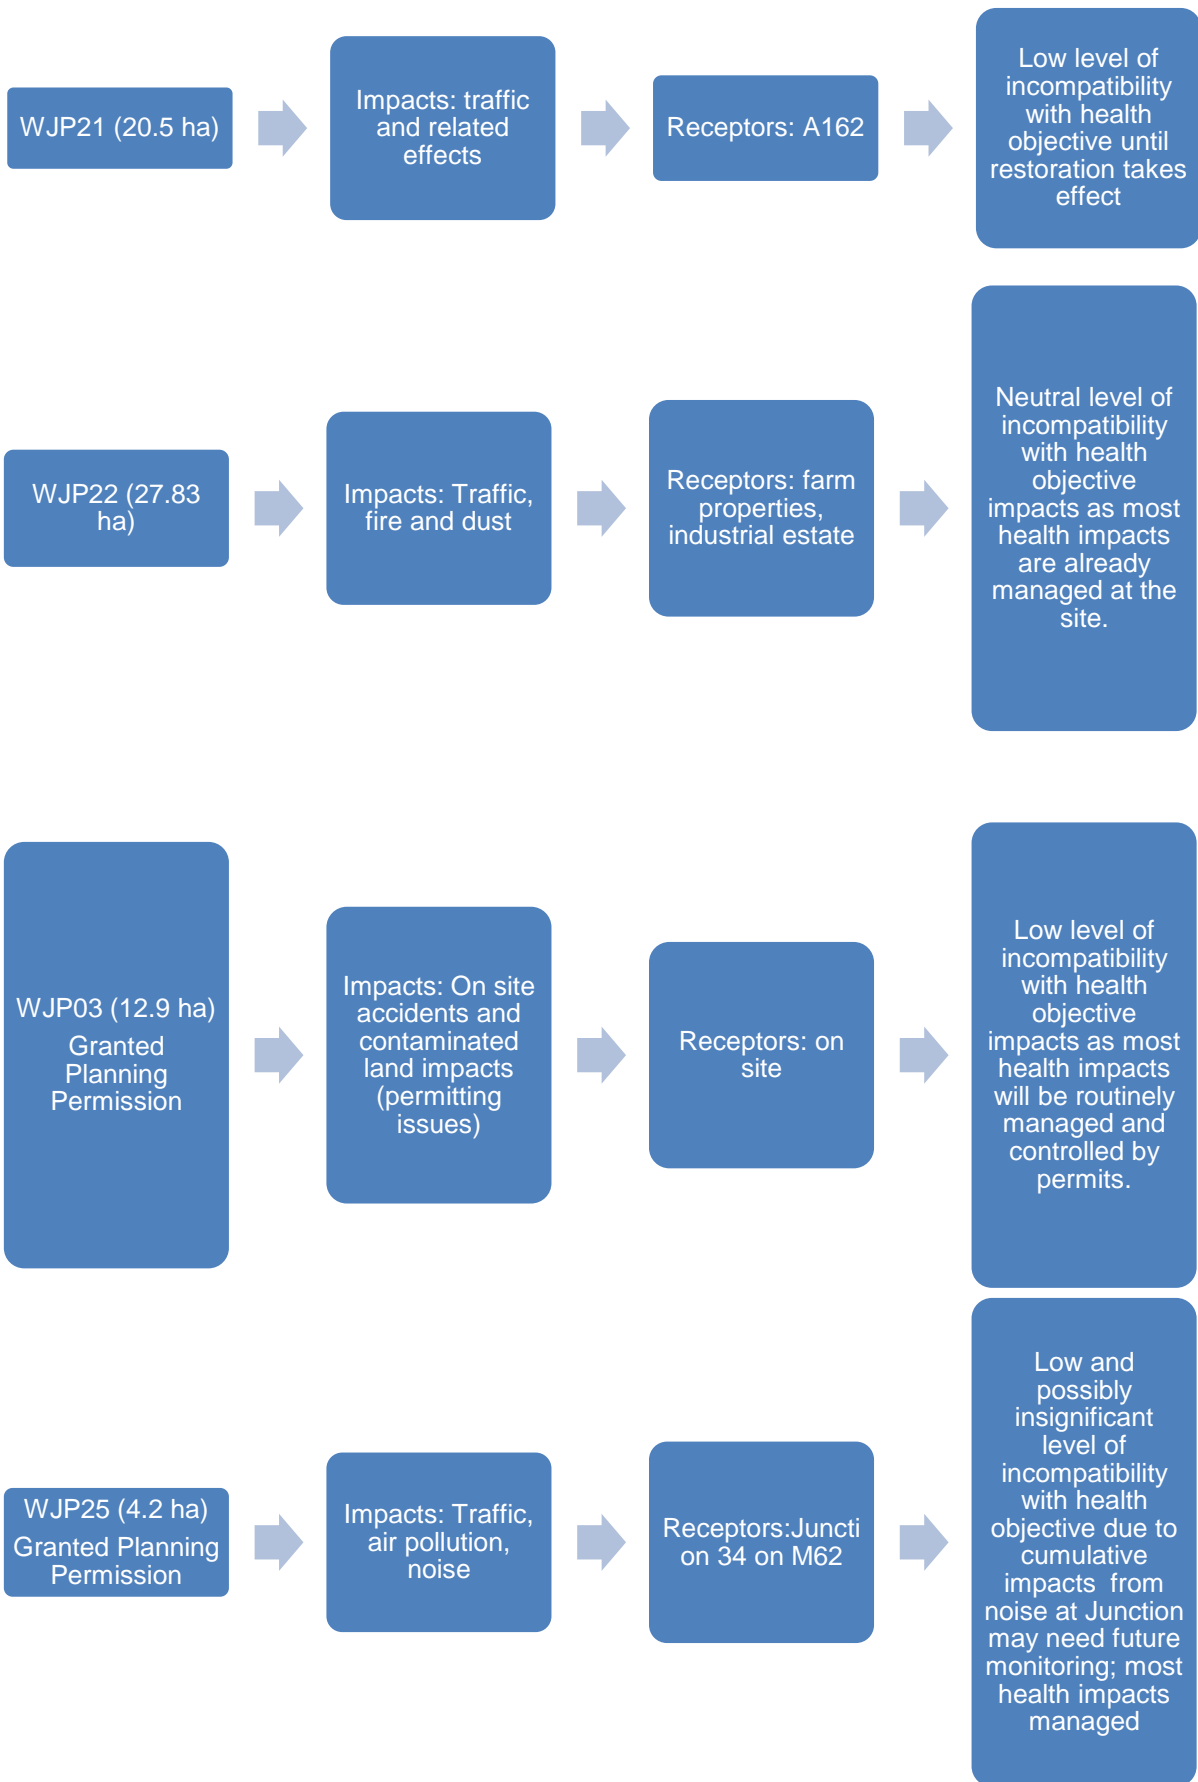 WJP21 (20.5 ha)
Impacts: traffic
and related
effects
Receptors: A162
Low level of
incompatibility
with health
objective until
restoration takes
effect
WJP22 (27.83
ha)
Impacts: Traffic,
fire and dust
Receptors: farm
properties,
industrial estate
Neutral level of
incompatibility
with health
objective
impacts as most
health impacts
are already
managed at the
site.
WJP03 (12.9 ha)
Granted
Planning
Permission
Impacts: On site
accidents and
contaminated
land impacts
(permitting
issues)
Receptors: on
site
Low level of
incompatibility
with health
objective
impacts as most
health impacts
will be routinely
managed and
controlled by
permits.
WJP25 (4.2 ha)
Granted Planning
Permission
Impacts: Traffic,
air pollution,
noise
Receptors:Juncti
on 34 on M62
Low and
possibly
insignificant
level of
incompatibility
with health
objective due to
cumulative
impacts from
noise at Junction
may need future
monitoring; most
health impacts
managed